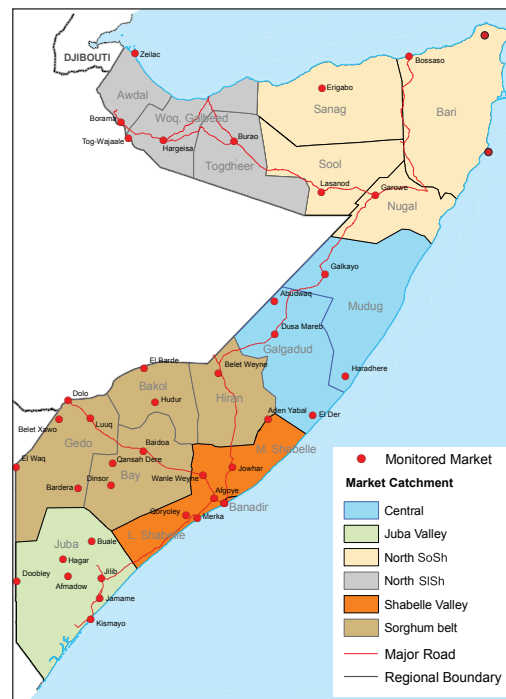 DJIBOUTI
Zeilac
Bossaso
Awdal
Erigabo
Sanag
Bari
Borama
Woq. Galbeed
Tog-Wajaale
Hargeisa
Burao
Togdheer
Sool
Lasanod
Garowe
Nugal
Galkayo
Abudwaq
Mudug
Dusa Mareb
Galgadud
El Barde
Belet Weyne
Bakol
Haradhere
Dolo
Hudur
Hiran
Belet Xawo
Luuq
Aden Yabal
El Der
Gedo
Baidoa
M. Shabelle
El Waq
Qansah Dere
Bay
Jowhar
Bardera
Dinsor
Wanle Weyne
Afgoye
Banadir
Qoryoley
Merka
L. Shabelle
Juba
Buale
Hagar
Doobley
Jilib
Afmadow
Jamame
Kismayo
Monitored Market
Market Catchment
Central
Juba Valley
North SoSh
North SlSh
Shabelle Valley
Sorghum belt
Major Road
Regional Boundary